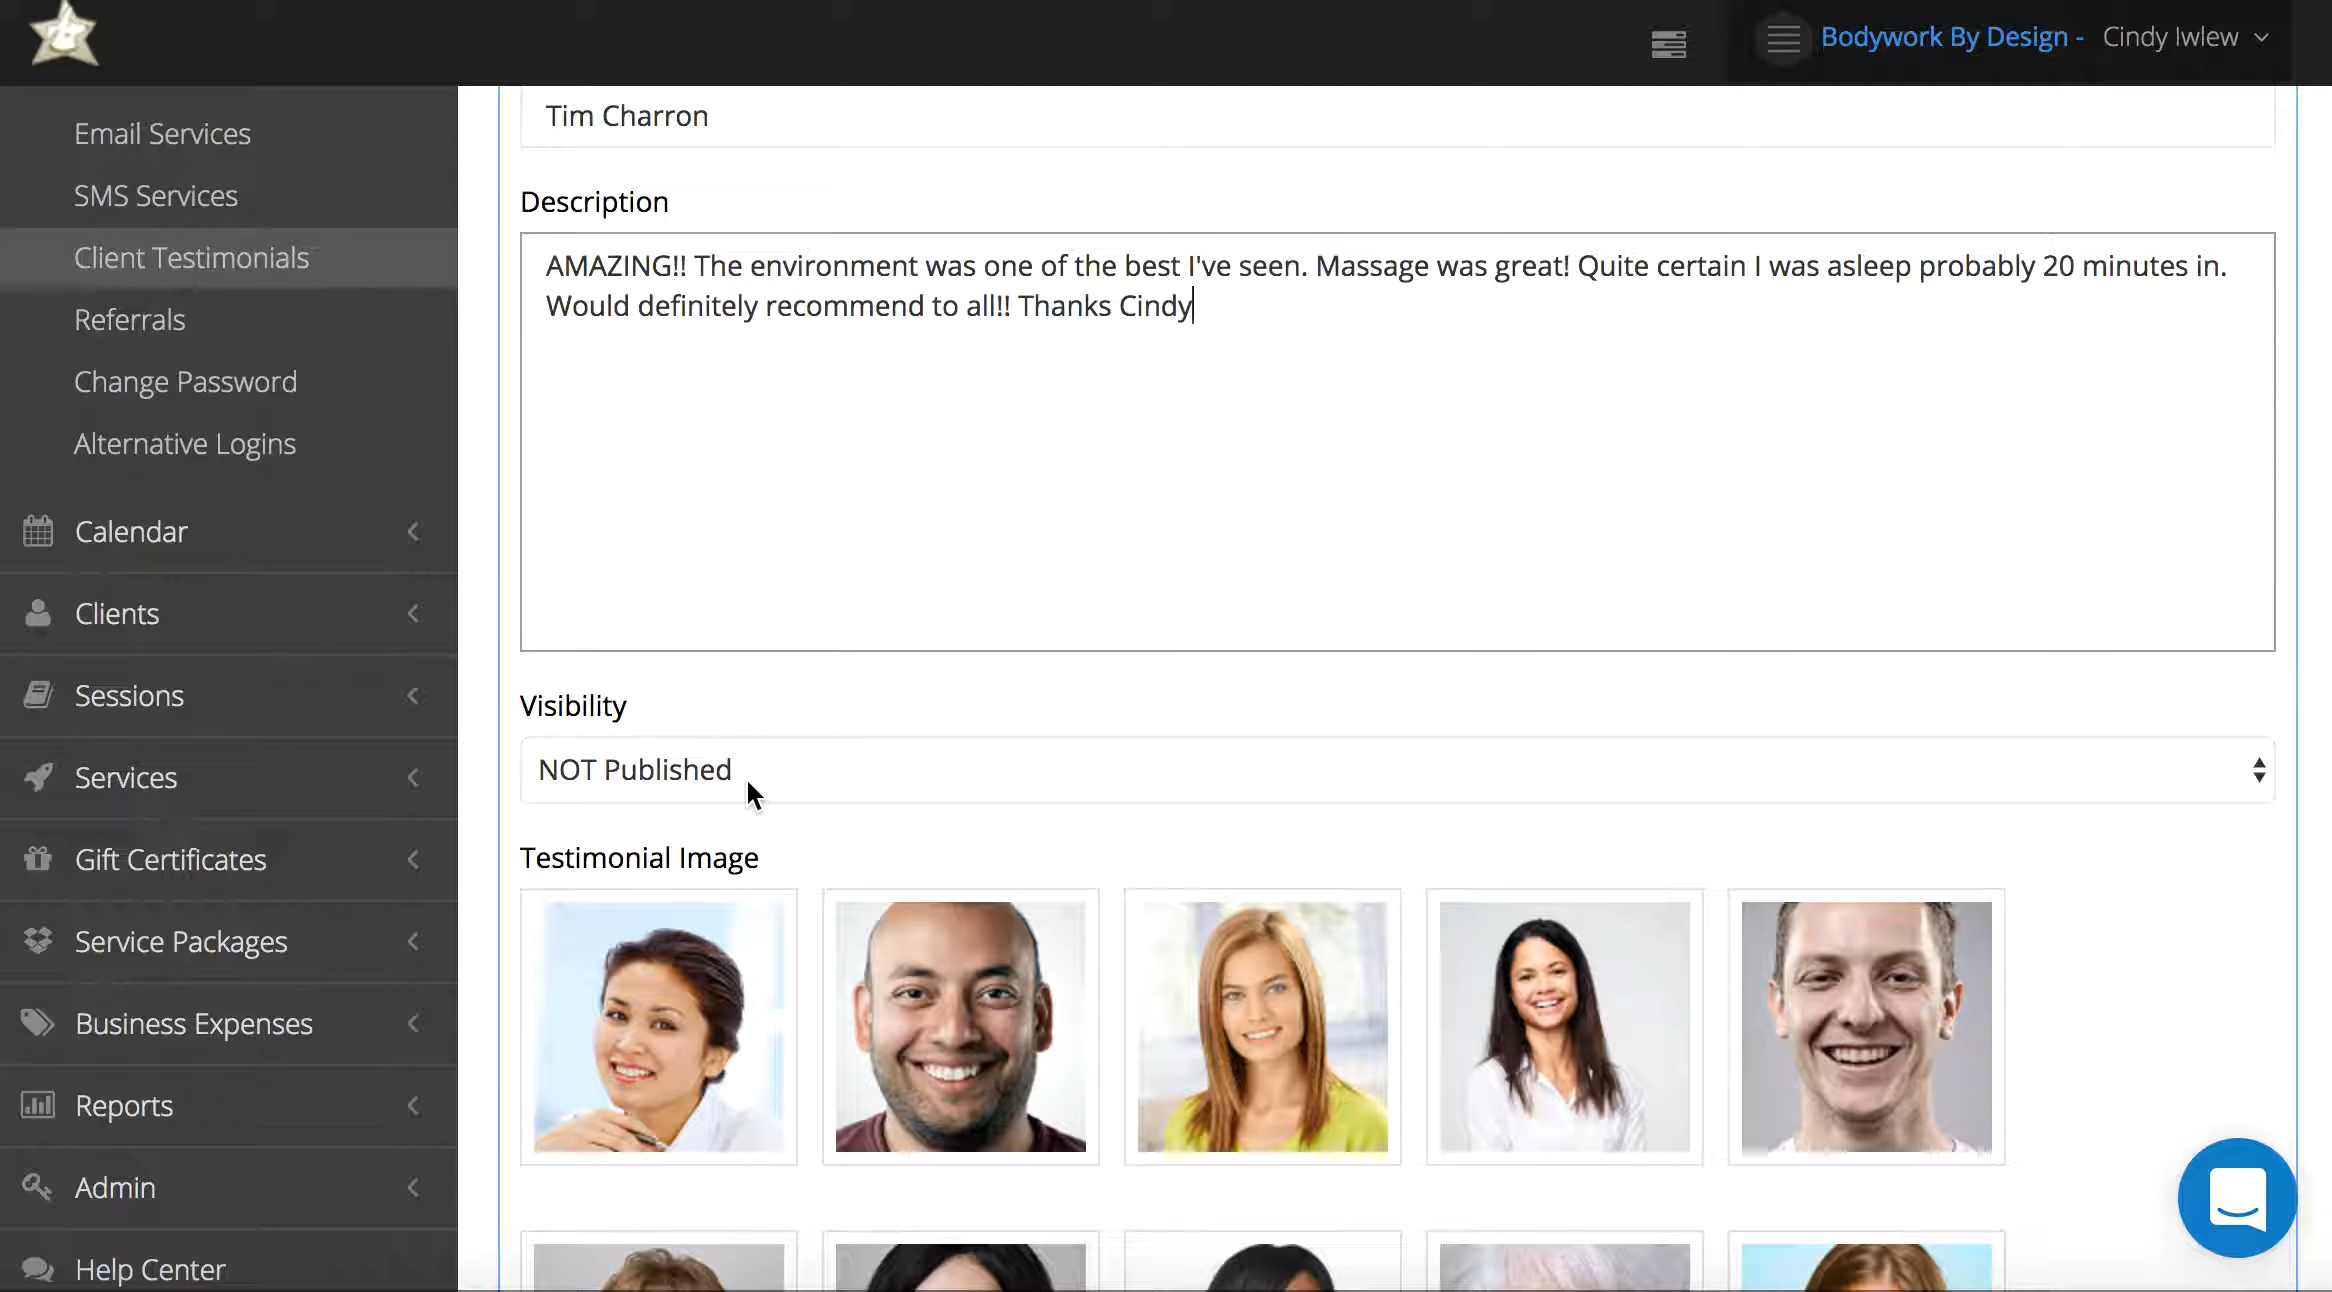 Bodywork By Design - Cindy Iwlew
Email Services
SMS Services
Client Testimonials
Referrals
Change Password
Alternative Logins
Calendar
Clients
Sessions
Services
Gift Certificates
Service Packages
Business Expenses
Reports
Admin
Help Center
Tim Charron
Description
AMAZING!! The environment was one of the best I've seen. Massage was great! Quite certain I was asleep probably 20 minutes in.
Would definitely recommend to all!! Thanks Cindy
Visibility
NOT Published
Testimonial Image